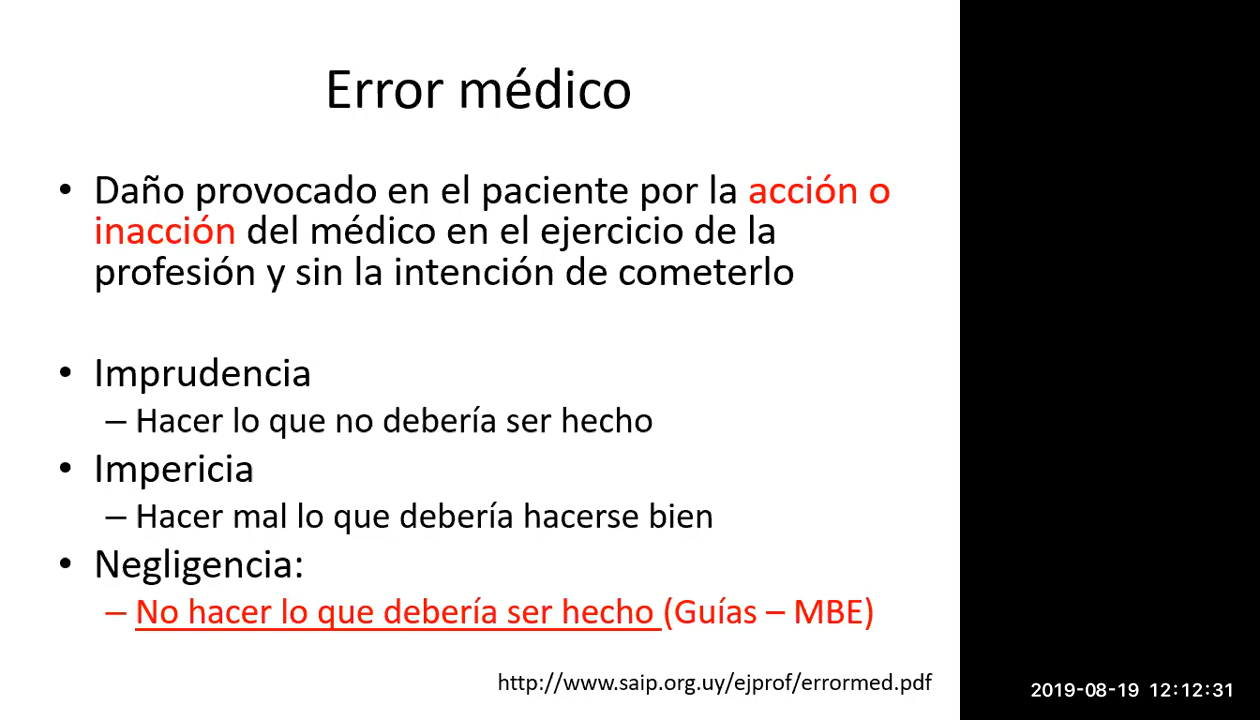 Error médico
• Daño provocado en el paciente por la acción o
inacción del médico en el ejercicio de la
profesión y sin la intención de cometerlo
• Imprudencia
– Hacer lo que no debería ser hecho
• Impericia
– Hacer mal lo que debería hacerse bien
• Negligencia:
– No hacer lo que debería ser hecho (Guías – MBE)
http://www.saip.org.uy/ejprof/errormed.pdf
2019-08-19 12:12:31